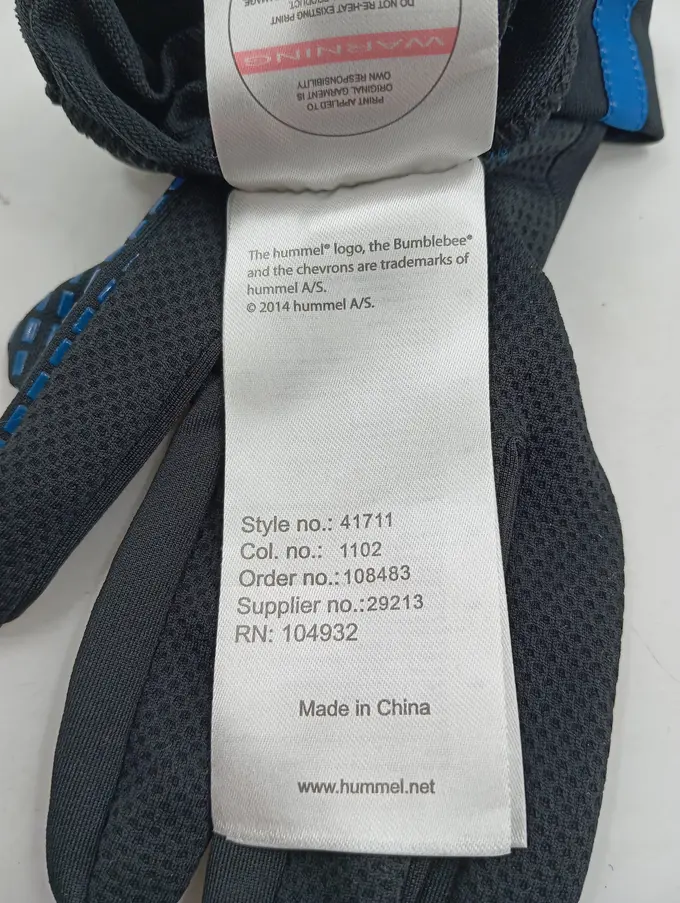 PRINT APPLIED TO
ORIGINAL GARMENT IS
OWN RESPONSIBILITY
WARNING
DO NOT RE-HEAT EXISTING PRINT
The hummel® logo, the Bumblebee®
and the chevrons are trademarks of
hummel A/S.
© 2014 hummel A/S.
Style no.: 41711
Col. no.: 1102
Order no.:108483
Supplier no.:29213
RN: 104932
Made in China
www.hummel.net